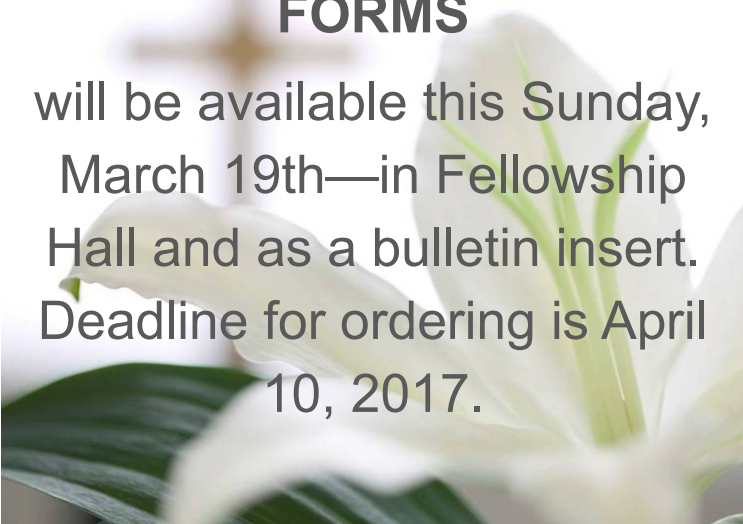 FORMS
will be available this Sunday,
March 19th—in Fellowship
Hall and as a bulletin insert.
Deadline for ordering is April
10, 2017.